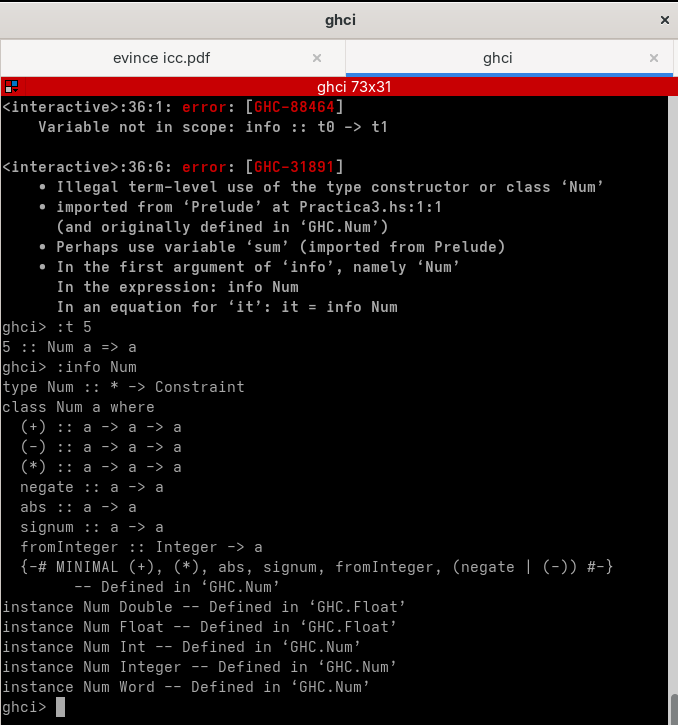 ghci
evince icc.pdf
ghci
ghci 73x31
<interactive>:36:1: error: [GHC-88464]
    Variable not in scope: info :: t0 -> t1

<interactive>:36:6: error: [GHC-31891]
    • Illegal term-level use of the type constructor or class ‘Num’
    • imported from ‘Prelude’ at Practica3.hs:1:1
      (and originally defined in ‘GHC.Num’)
    • Perhaps use variable ‘sum’ (imported from Prelude)
    • In the first argument of ‘info’, namely ‘Num’
      In the expression: info Num
      In an equation for ‘it’: it = info Num
ghci> :t 5
5 :: Num a => a
ghci> :info Num
type Num :: * -> Constraint
class Num a where
  (+) :: a -> a -> a
  (-) :: a -> a -> a
  (*) :: a -> a -> a
  negate :: a -> a
  abs :: a -> a
  signum :: a -> a
  fromInteger :: Integer -> a
  {-# MINIMAL (+), (*), abs, signum, fromInteger, (negate | (-)) #-}
        -- Defined in ‘GHC.Num’
instance Num Double -- Defined in ‘GHC.Float’
instance Num Float -- Defined in ‘GHC.Float’
instance Num Int -- Defined in ‘GHC.Num’
instance Num Integer -- Defined in ‘GHC.Num’
instance Num Word -- Defined in ‘GHC.Num’
ghci>